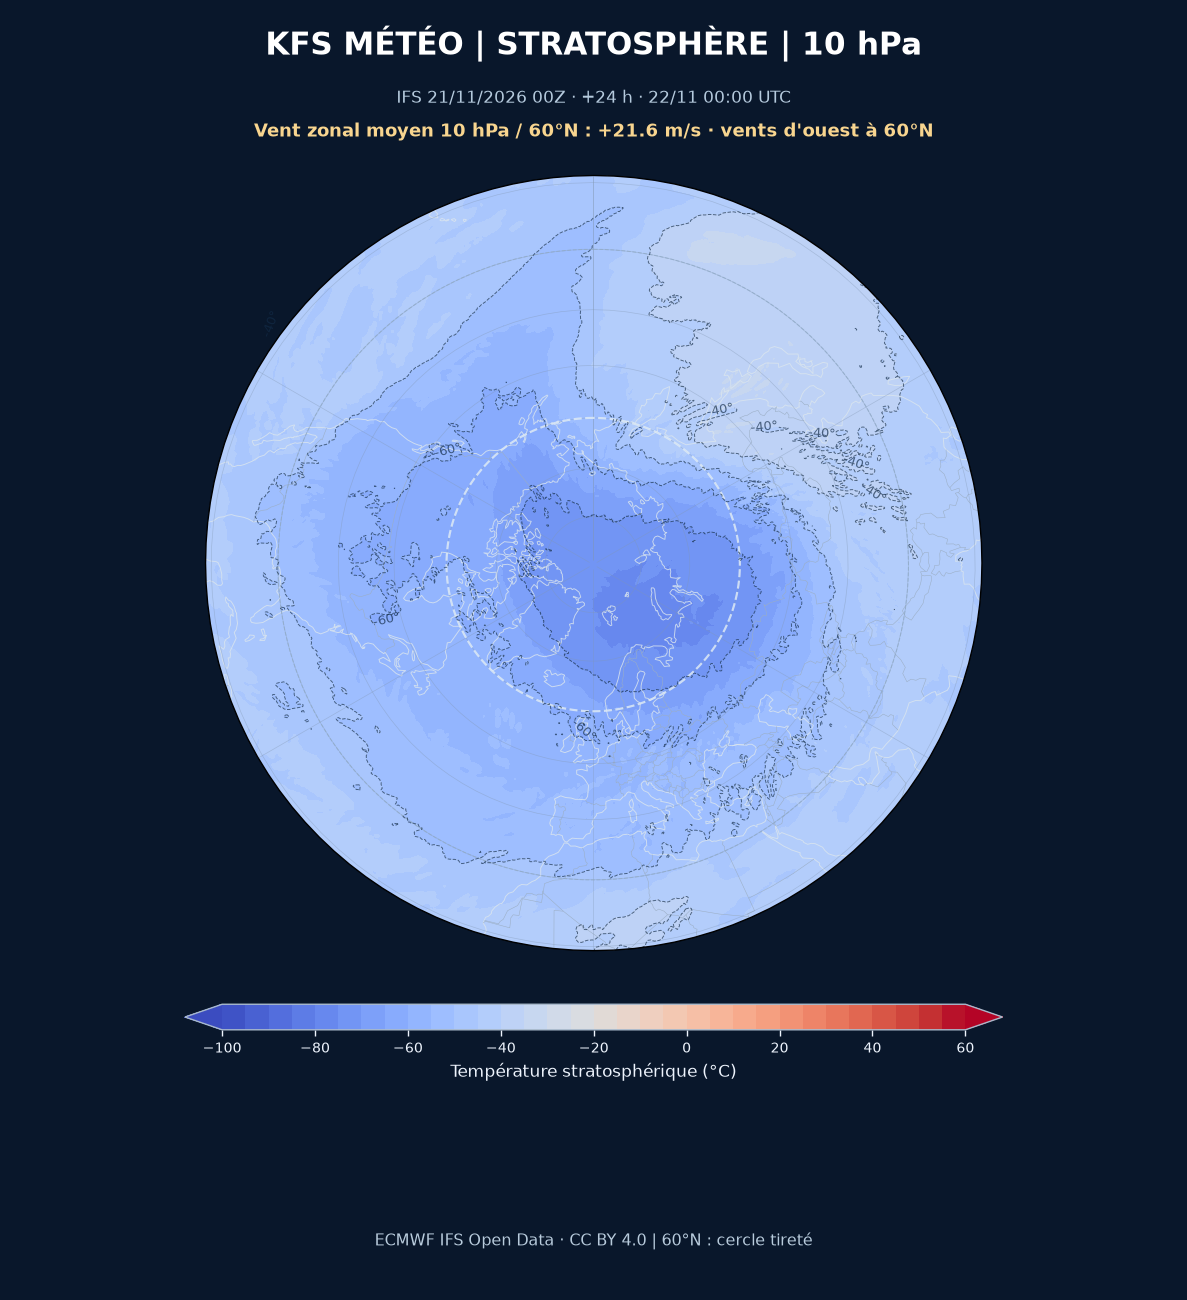 KFS MÉTÉO | STRATOSPHÈRE | 10 hPa
IFS 21/11/2026 00Z · +24 h · 22/11 00:00 UTC
Vent zonal moyen 10 hPa / 60°N : +21.6 m/s · vents d'ouest à 60°N
-40°
-40°
-40°
-40°
-60°
-40°
-40°
-60°
-60°
−100 −80 −60 −40 −20 0 20 40 60
Température stratosphérique (°C)
ECMWF IFS Open Data · CC BY 4.0 | 60°N : cercle tireté